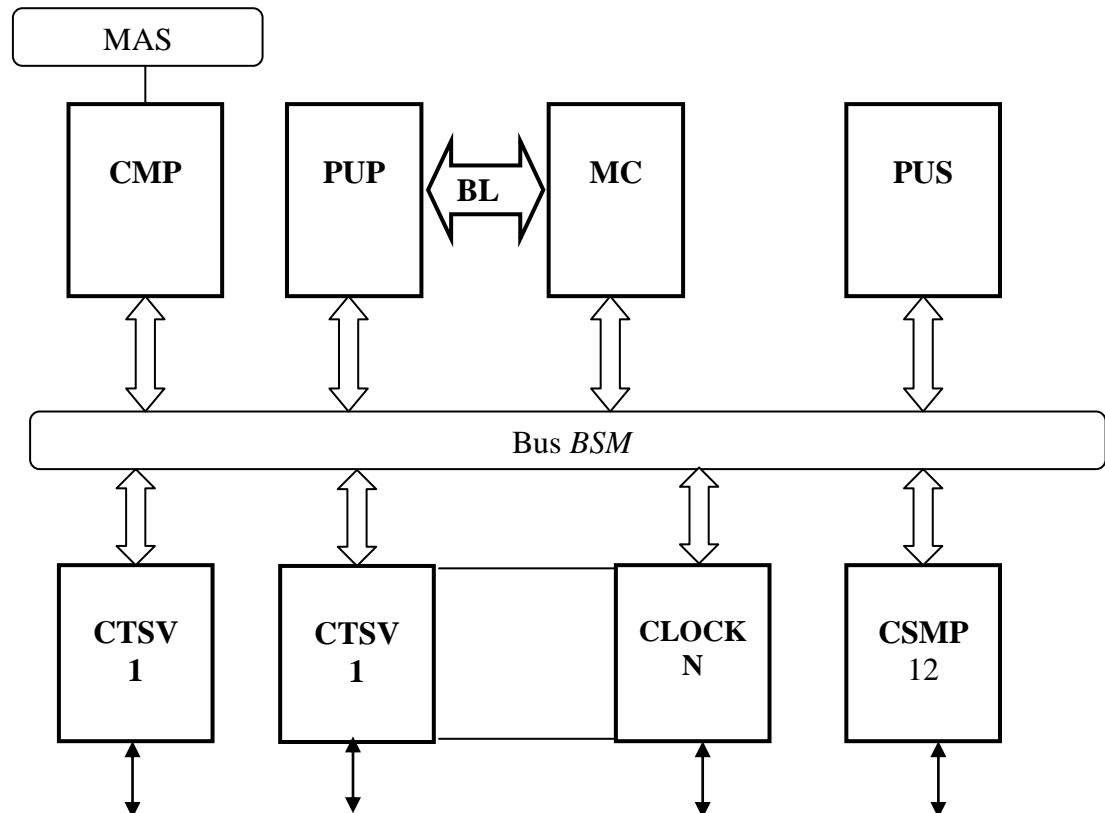 MAS
CMP
PUP
BL
MC
PUS
Bus BSM
CTSV
1
CTSV
1
CLOCK
N
CSMP
12